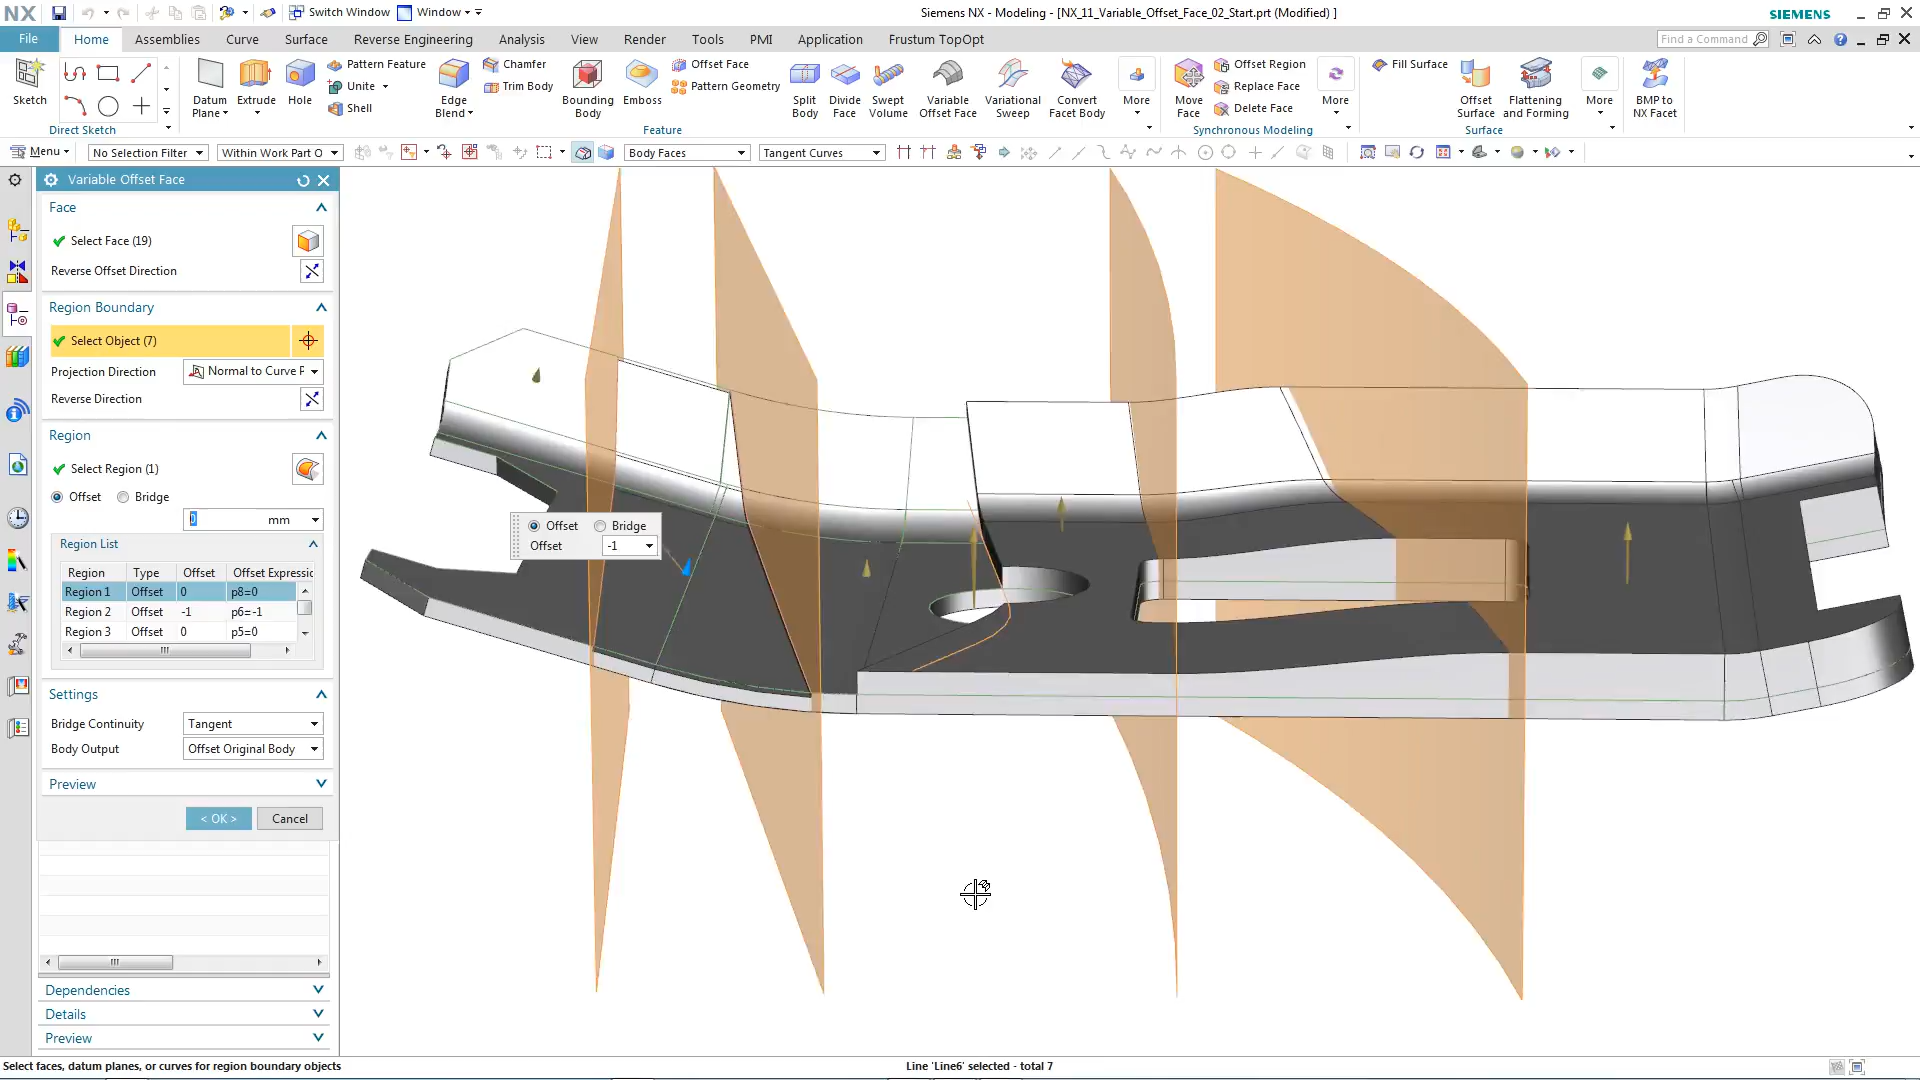 NX
Switch Window
Window
Siemens NX - Modeling - [NX_11_Variable_Offset_Face_02_Start.prt (Modified) ]
SIEMENS
File
Home
Assemblies
Curve
Surface
Reverse Engineering
Analysis
View
Render
Tools
PMI
Application
Frustum TopOpt
Find a Command
Sketch
Direct Sketch
Datum Plane
Extrude
Hole
Pattern Feature
Unite
Shell
Edge Blend
Chamfer
Trim Body
Bounding Body
Emboss
Offset Face
Pattern Geometry
Split Body
Divide Face
Swept Volume
Variable Offset Face
Variational Sweep
Convert Facet Body
More
Feature
Move Face
Offset Region
Replace Face
Delete Face
More
Synchronous Modeling
Fill Surface
Offset Surface
Flattening and Forming
More
Surface
BMP to NX Facet
Menu
No Selection Filter
Within Work Part O
Body Faces
Tangent Curves
Variable Offset Face
Face
Select Face (19)
Reverse Offset Direction
Region Boundary
Select Object (7)
Projection Direction
Normal to Curve P
Reverse Direction
Region
Select Region (1)
Offset
Bridge
0 mm
Region List
Region Type Offset Offset Expressic
Region 1 Offset 0 p8=0
Region 2 Offset -1 p6=-1
Region 3 Offset 0 p5=0
Settings
Bridge Continuity
Tangent
Body Output
Offset Original Body
Preview
< OK >
Cancel
Offset
Bridge
Offset
-1
Dependencies
Details
Preview
Select faces, datum planes, or curves for region boundary objects
Line 'Line6' selected - total 7